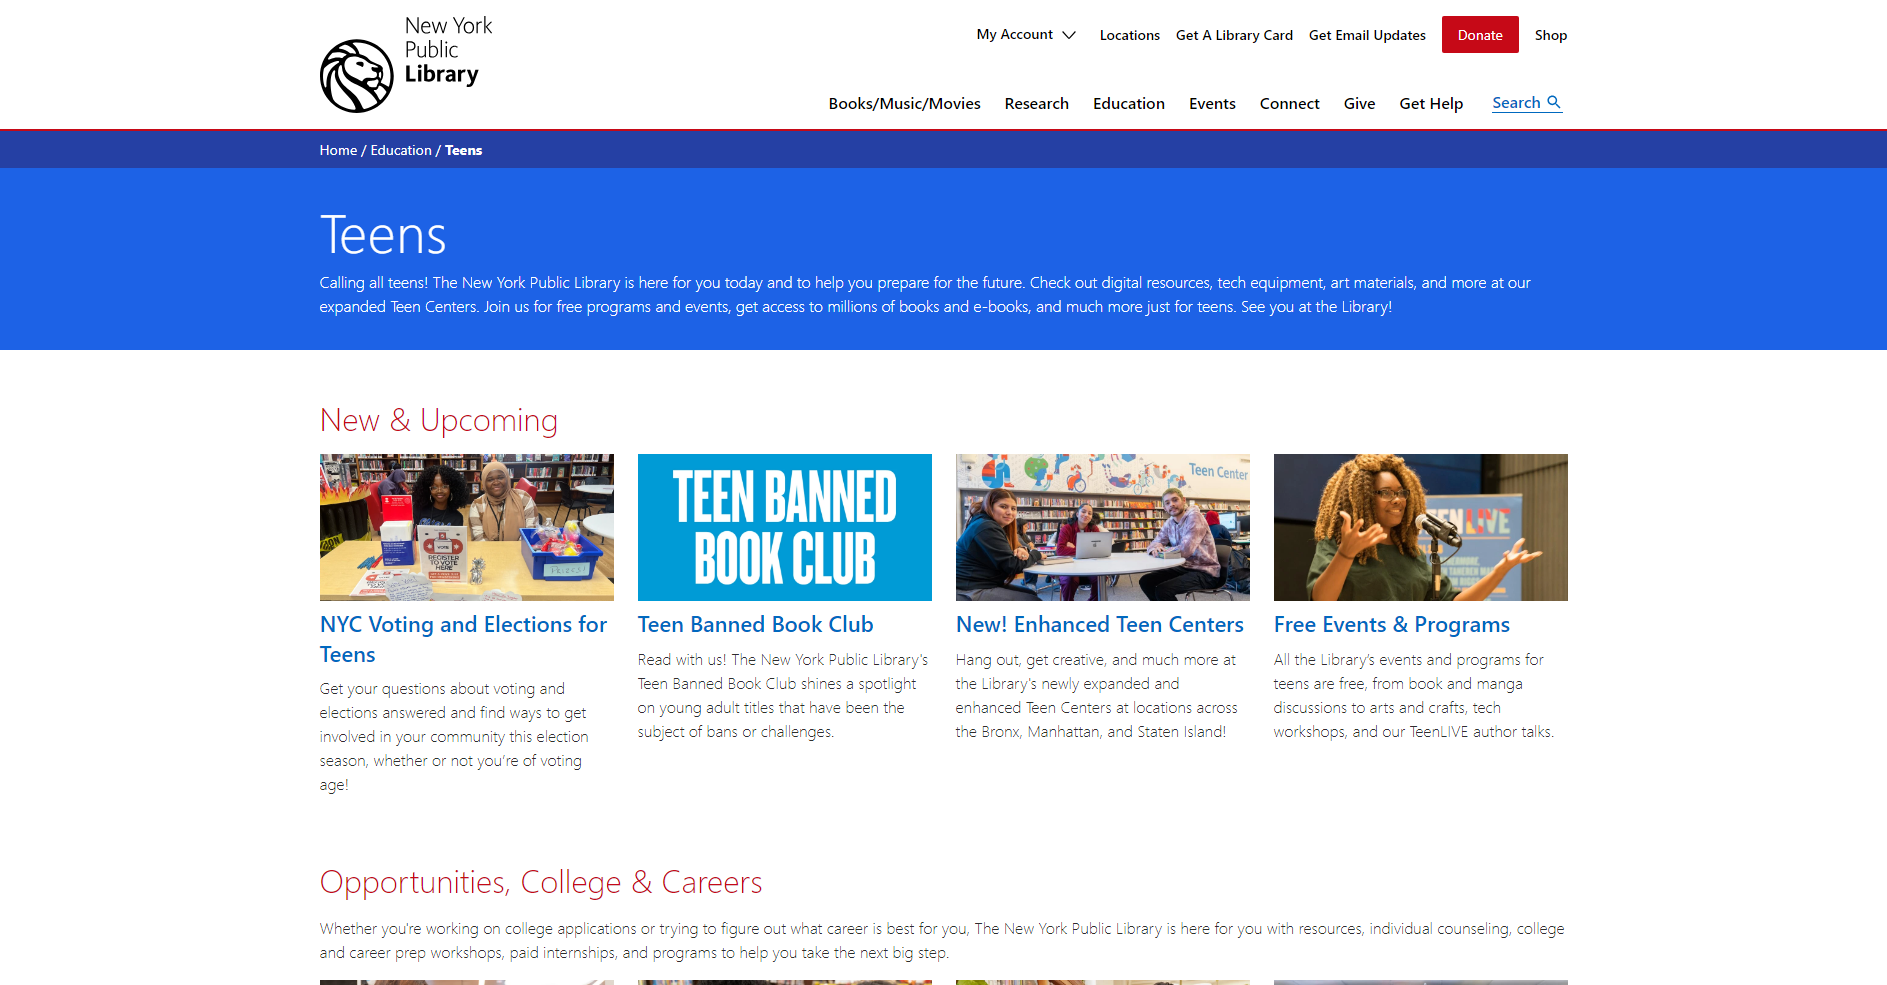 New York
Public
Library
My Account
Locations
Get A Library Card
Get Email Updates
Donate
Shop
Books/Music/Movies
Research
Education
Events
Connect
Give
Get Help
Search
Home / Education / Teens
Teens
Calling all teens! The New York Public Library is here for you today and to help you prepare for the future. Check out digital resources, tech equipment, art materials, and more at our
expanded Teen Centers. Join us for free programs and events, get access to millions of books and e-books, and much more just for teens. See you at the Library!
New & Upcoming
VOTE
REGISTER
TO VOTE
HERE
PRIZES!
NYC Voting and Elections for
Teens
Get your questions about voting and
elections answered and find ways to get
involved in your community this election
season, whether or not you’re of voting
age!
TEEN BANNED
BOOK CLUB
Teen Banned Book Club
Read with us! The New York Public Library's
Teen Banned Book Club shines a spotlight
on young adult titles that have been the
subject of bans or challenges.
Teen Center
New! Enhanced Teen Centers
Hang out, get creative, and much more at
the Library's newly expanded and
enhanced Teen Centers at locations across
the Bronx, Manhattan, and Staten Island!
LIVE
Free Events & Programs
All the Library’s events and programs for
teens are free, from book and manga
discussions to arts and crafts, tech
workshops, and our TeenLIVE author talks.
Opportunities, College & Careers
Whether you're working on college applications or trying to figure out what career is best for you, The New York Public Library is here for you with resources, individual counseling, college
and career prep workshops, paid internships, and programs to help you take the next big step.